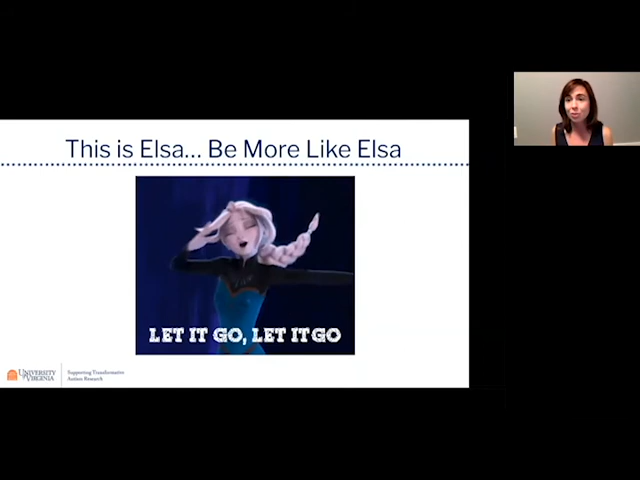 This is Elsa... Be More Like Elsa
LET IT GO, LET IT GO
UNIVERSITY
of VIRGINIA
Supporting Transformative
Autism Research